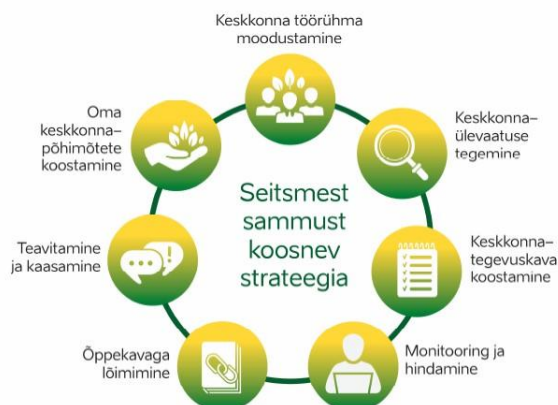 Keskkonna töörühma
moodustamine
Keskkonna–
ülevaatuse
tegemine
Keskkonna–
tegevuskava
koostamine
Monitooring ja
hindamine
Õppekavaga
lõimimine
Teavitamine
ja kaasamine
Oma
keskkonna–
põhimõtete
koostamine
Seitsmest
sammust
koosnev
strateegia